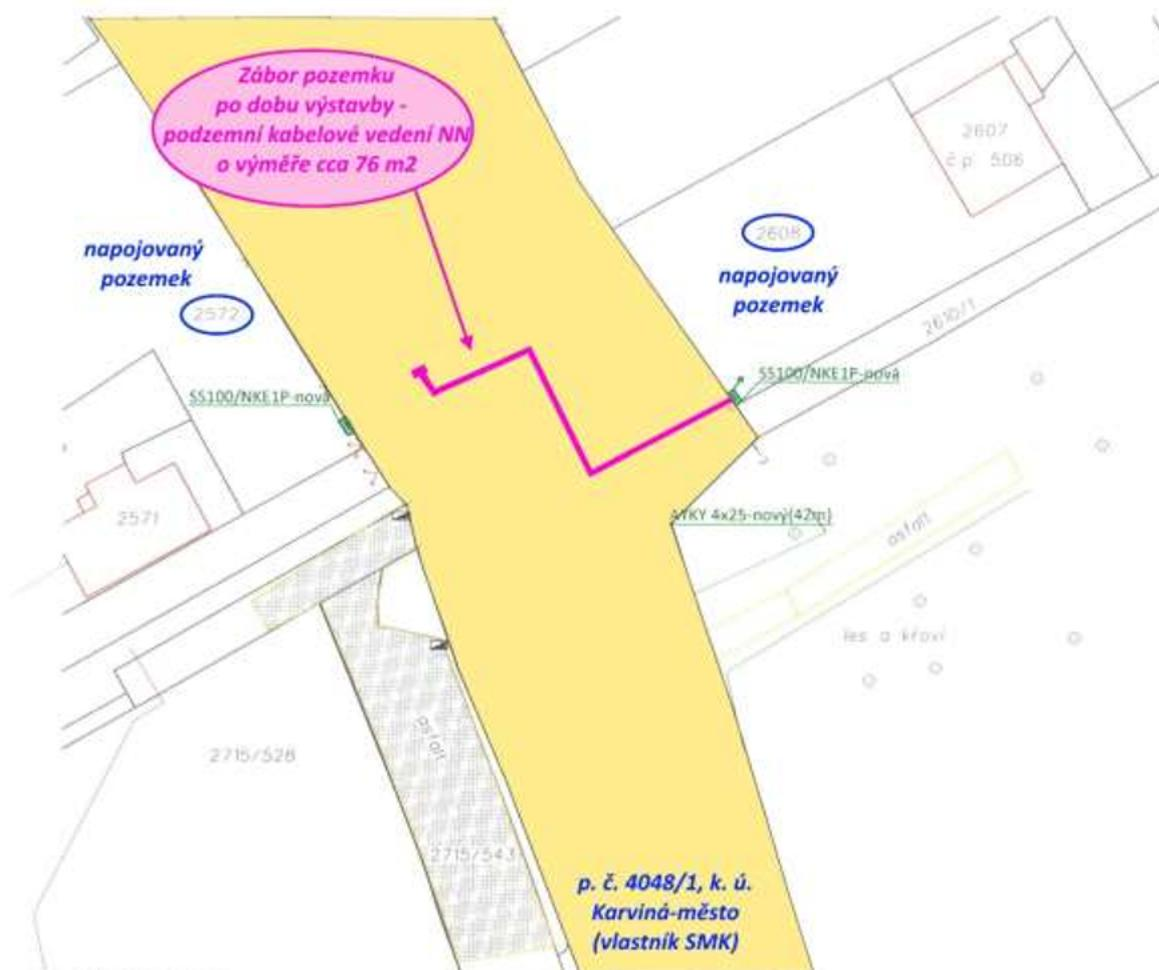 Zábor pozemku
po dobu výstavby -
podzemní kabelové vedení NN
o výměře cca 76 m2
2607
č.p. 506
napojovaný
pozemek
2572
2608
napojovaný
pozemek
2610/1
SS100/NKE1P-nová
SS100/NKE1P-nová
2571
AYKY 4x25-nový(42m)
asfalt
les a křoví
2715/528
asfalt
2715/543
p. č. 4048/1, k. ú.
Karviná-město
(vlastník SMK)